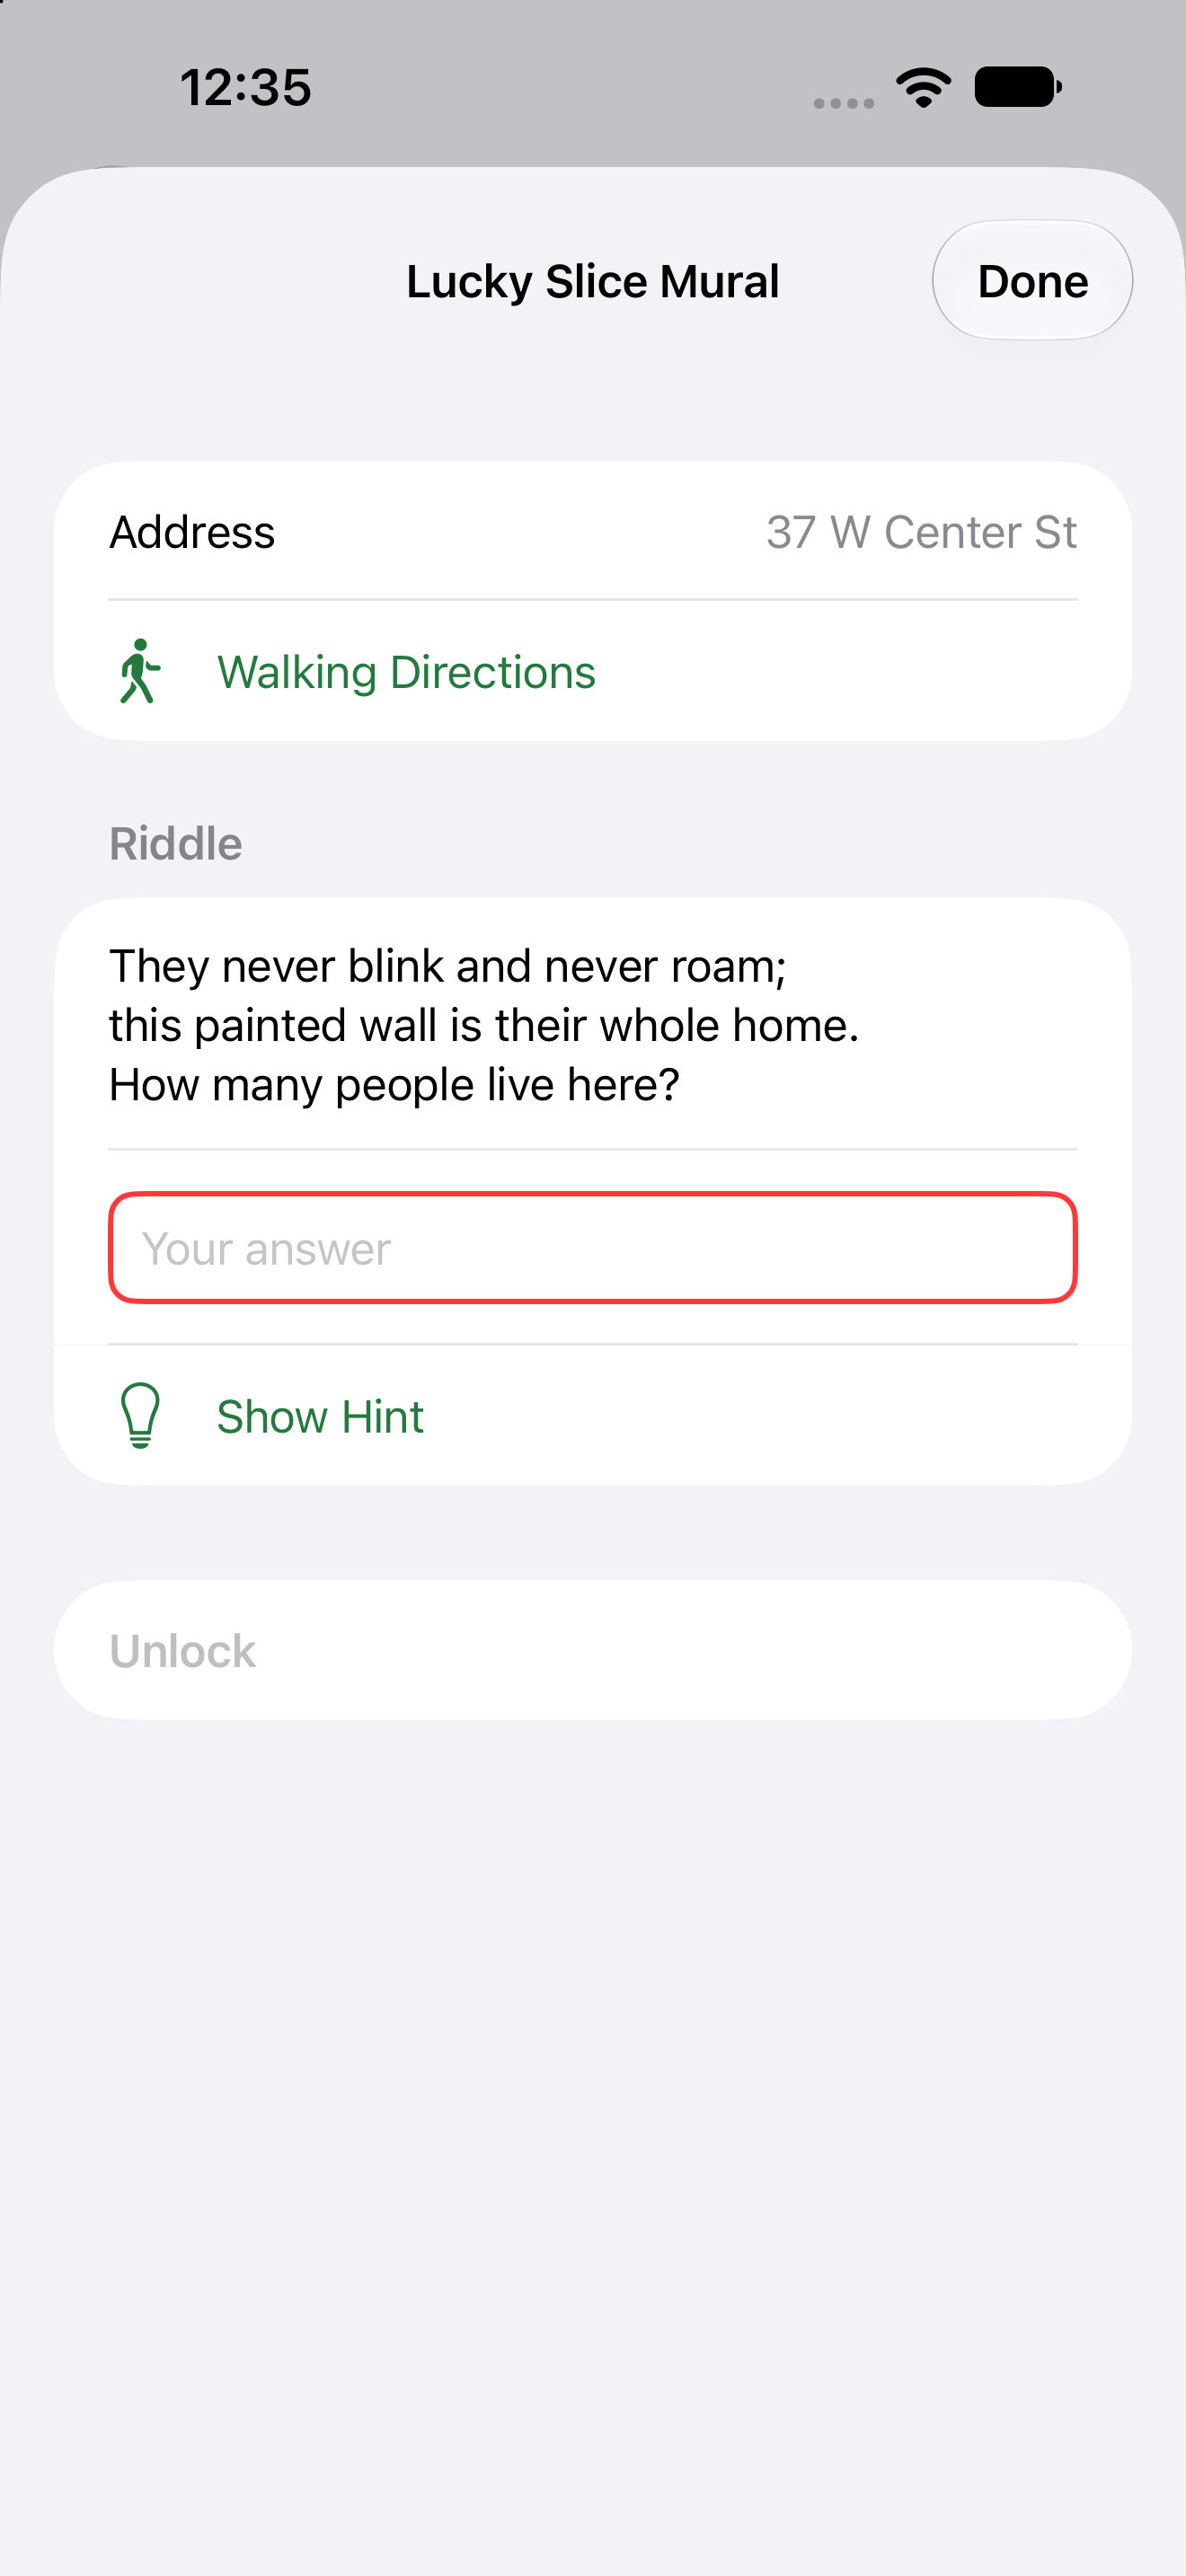 12:35
Lucky Slice Mural
Done
Address
37 W Center St
Walking Directions
Riddle
They never blink and never roam;
this painted wall is their whole home.
How many people live here?
Your answer
Show Hint
Unlock